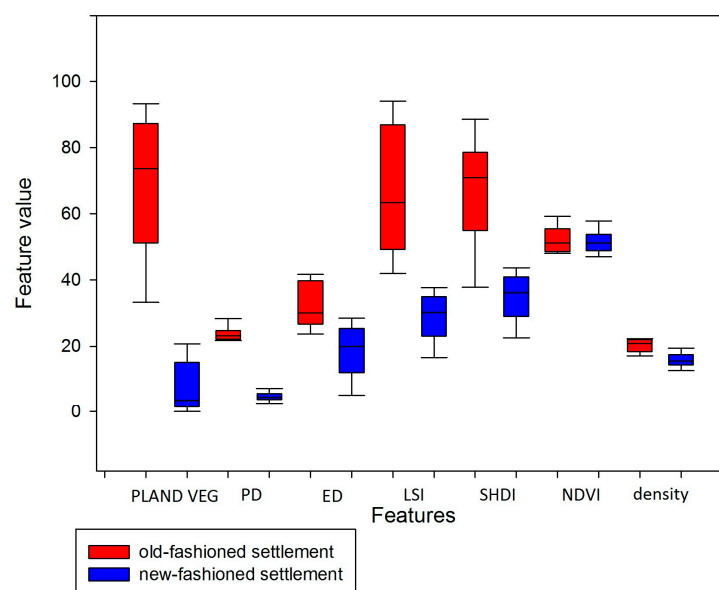 Feature value
100
80
60
40
20
0
PLAND VEG PD ED LSI SHDI NDVI density
Features
old-fashioned settlement
new-fashioned settlement